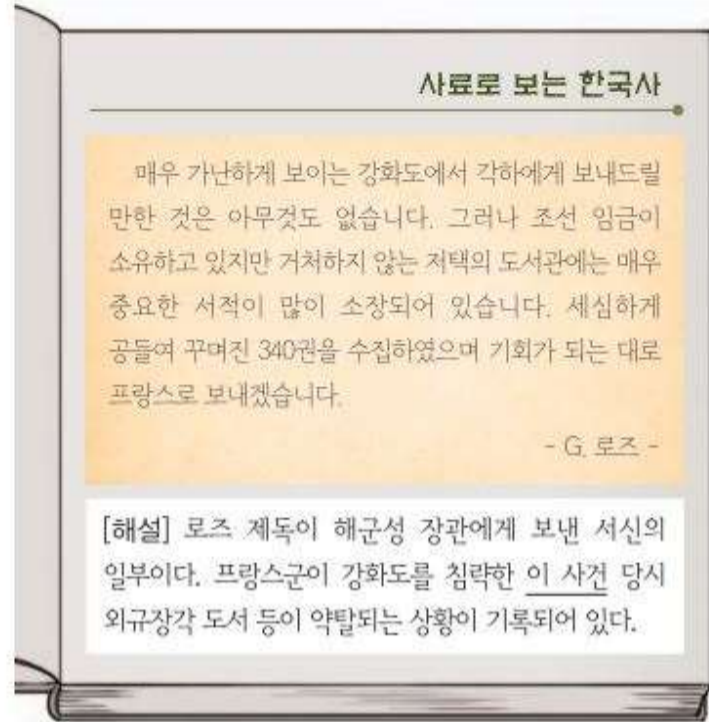 사료로 보는 한국사
매우 가난하게 보이는 강화도에서 각하에게 보내드릴
만한 것은 아무것도 없습니다. 그러나 조선 임금이
소유하고 있지만 거처하지 않는 저택의 도서관에는 매우
중요한 서적이 많이 소장되어 있습니다. 세심하게
공들여 꾸며진 340권을 수집하였으며 기회가 되는 대로
프랑스로 보내겠습니다.
- G. 로즈 -
[해설] 로즈 제독이 해군성 장관에게 보낸 서신의
일부이다. 프랑스군이 강화도를 침략한 이 사건 당시
외규장각 도서 등이 약탈되는 상황이 기록되어 있다.